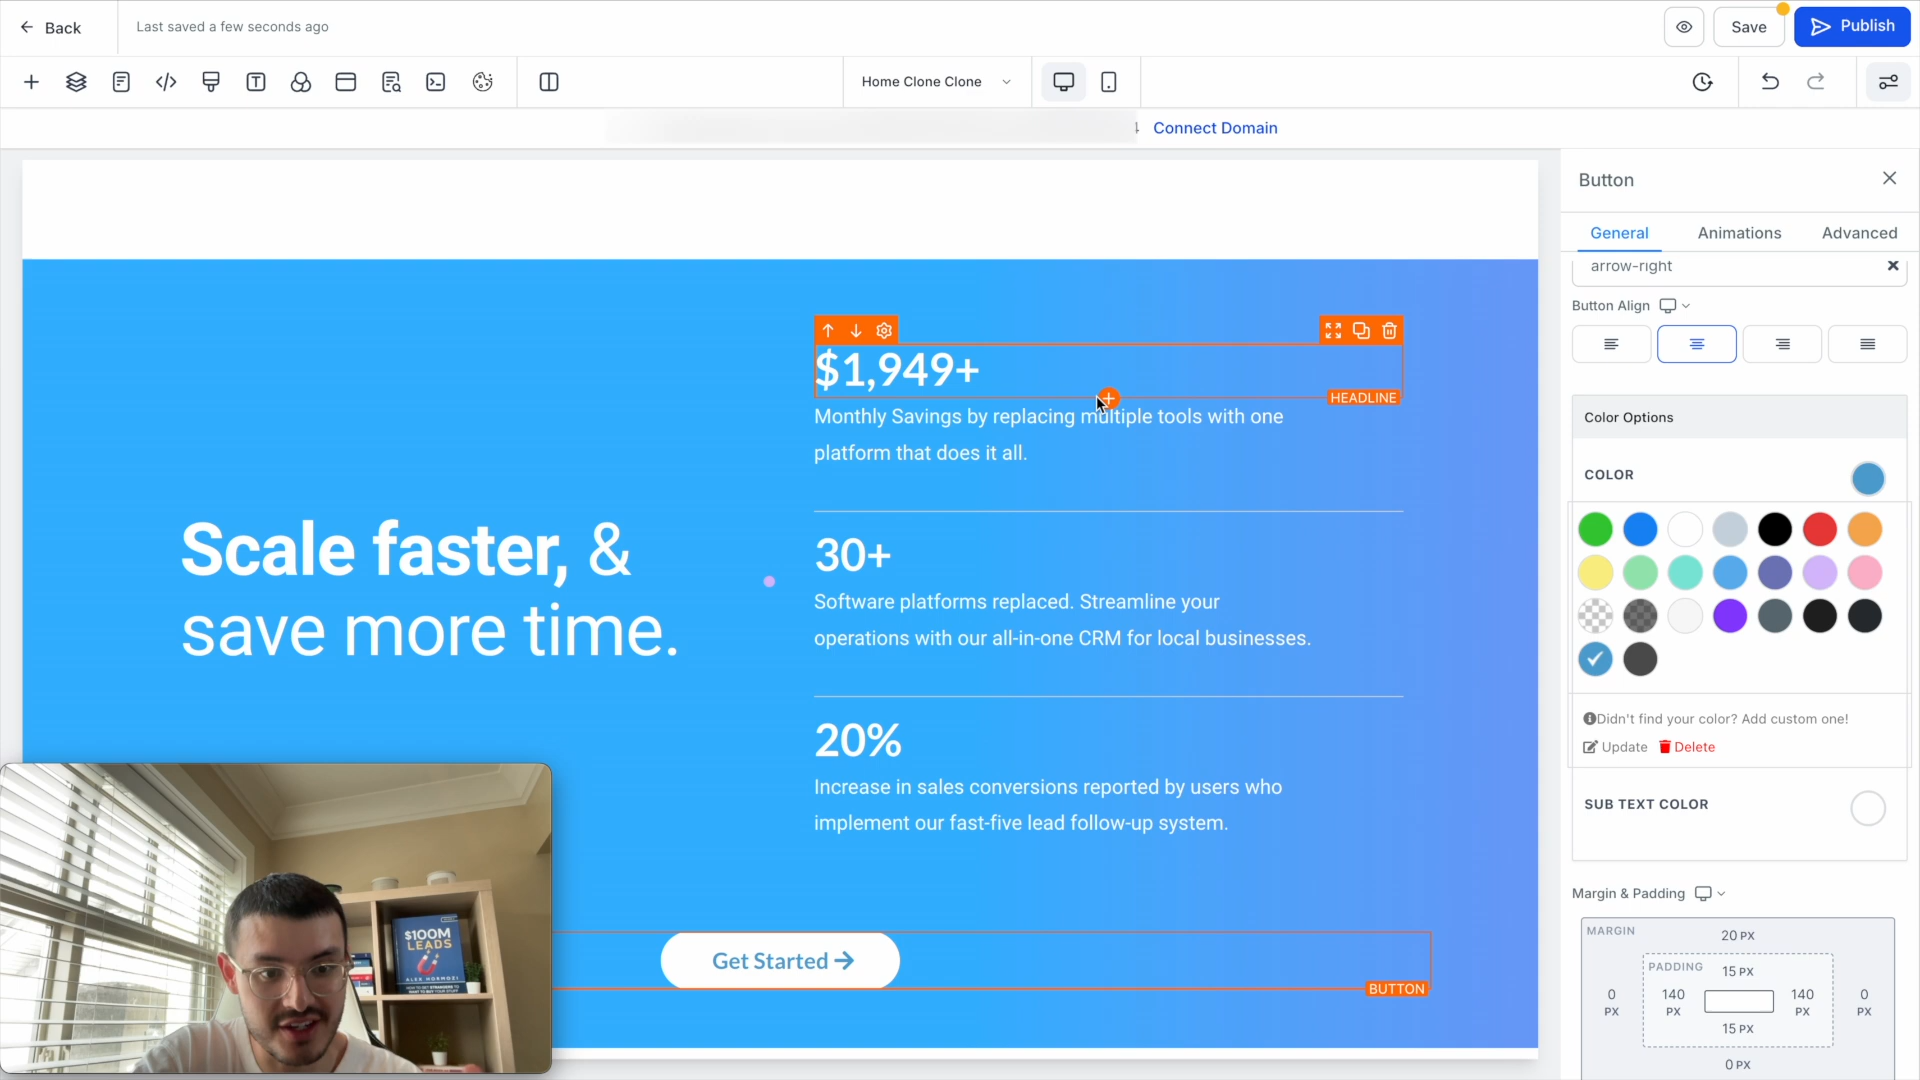 Back
Last saved a few seconds ago
Save
Publish
Home Clone Clone
Connect Domain
Button
General
Animations
Advanced
arrow-right
Button Align
Color Options
COLOR
Didn't find your color? Add custom one!
Update
Delete
SUB TEXT COLOR
Margin & Padding
MARGIN
20 PX
PADDING
15 PX
0 PX
140 PX
140 PX
0 PX
15 PX
0 PX
$1,949+
HEADLINE
Monthly Savings by replacing multiple tools with one
platform that does it all.
Scale faster, &
save more time.
30+
Software platforms replaced. Streamline your
operations with our all-in-one CRM for local businesses.
20%
Increase in sales conversions reported by users who
implement our fast-five lead follow-up system.
Get Started
BUTTON
$100M
LEADS
ALEX HORMOZI